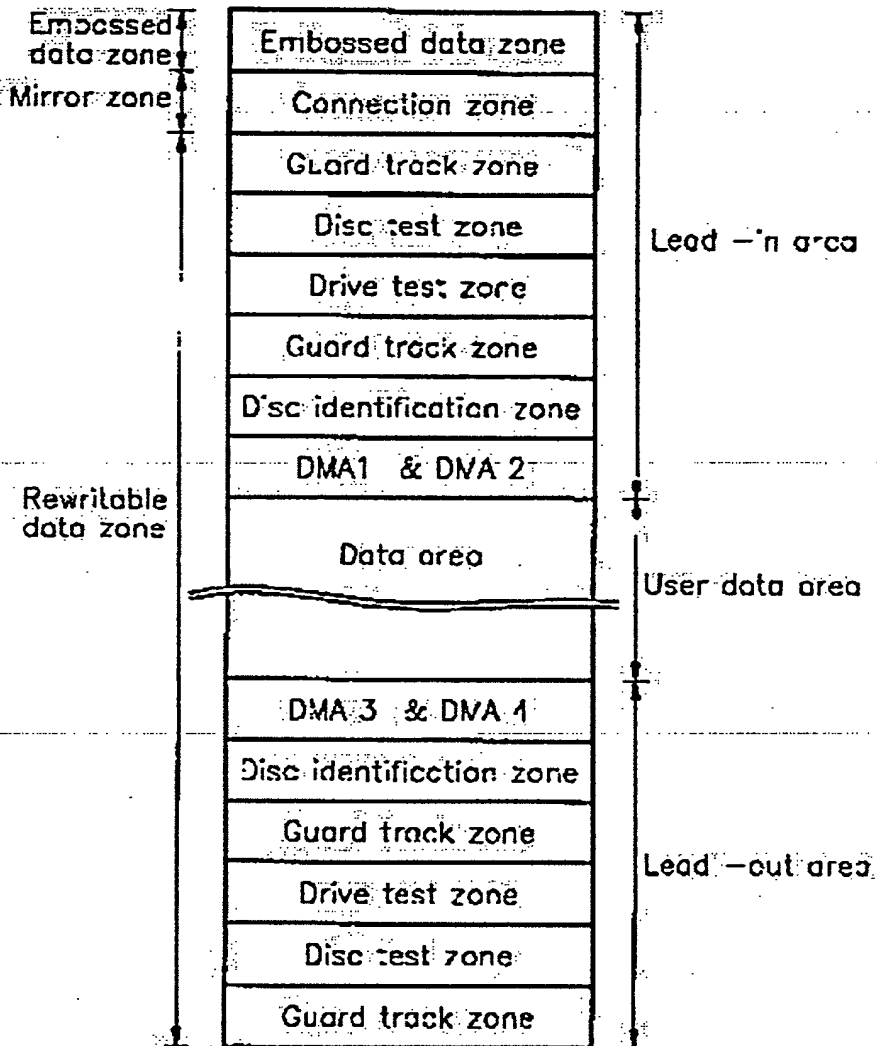 Embossed
data zone
Mirror zone
Rewritable
data zone
Embossed data zone
Connection zone
Guard track zone
Disc test zone
Drive test zone
Guard track zone
Disc identification zone
DMA1 & DMA 2
Data area
DMA 3 & DMA 4
Disc identification zone
Guard track zone
Drive test zone
Disc test zone
Guard track zone
Lead-in area
User data area
Lead-out area